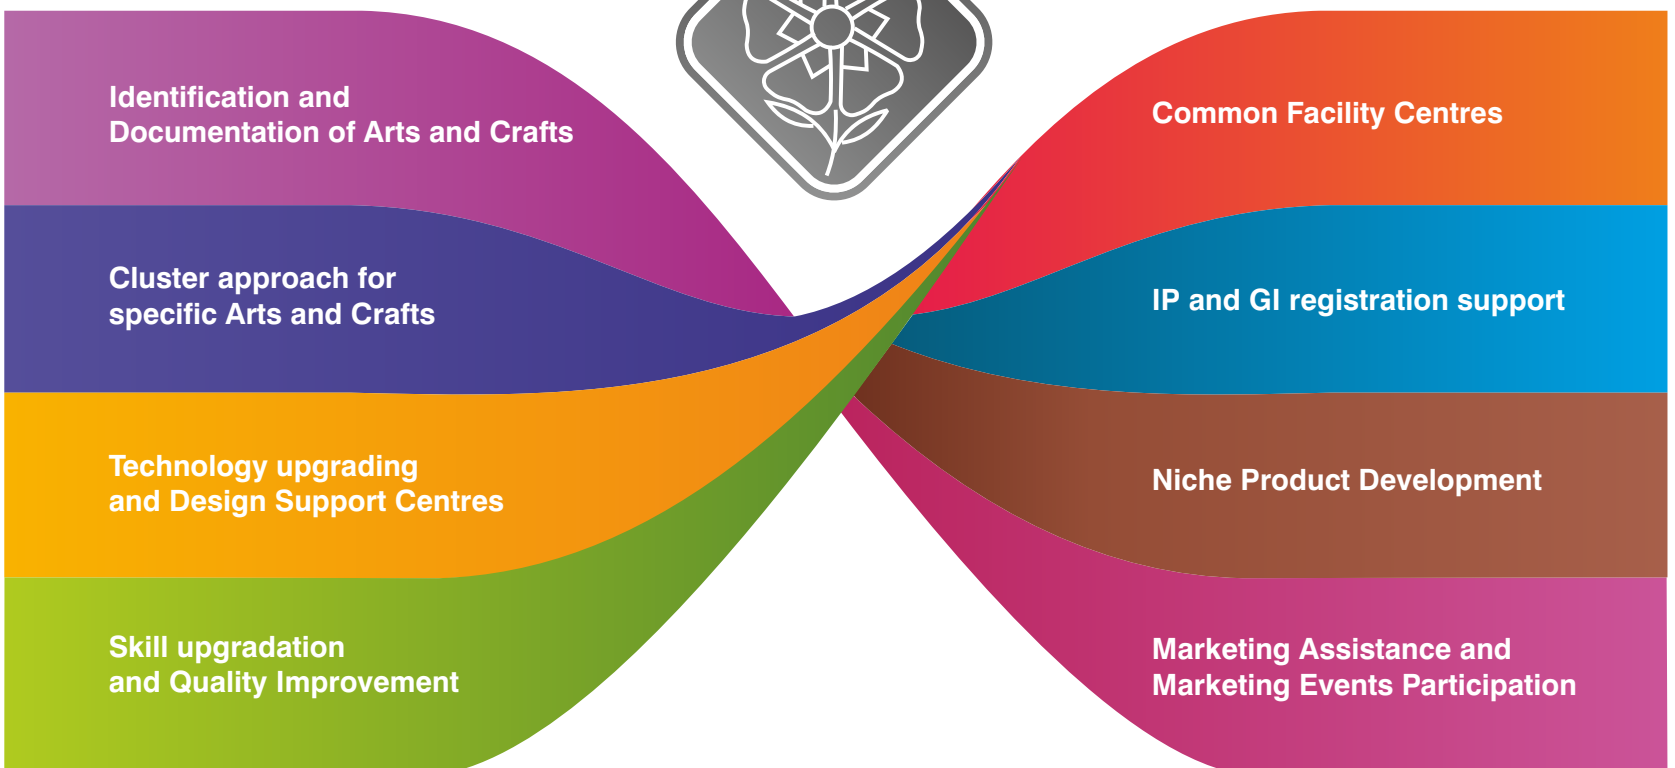 Identification and
Documentation of Arts and Crafts
Cluster approach for
specific Arts and Crafts
Technology upgrading
and Design Support Centres
Skill upgradation
and Quality Improvement
Common Facility Centres
IP and GI registration support
Niche Product Development
Marketing Assistance and
Marketing Events Participation